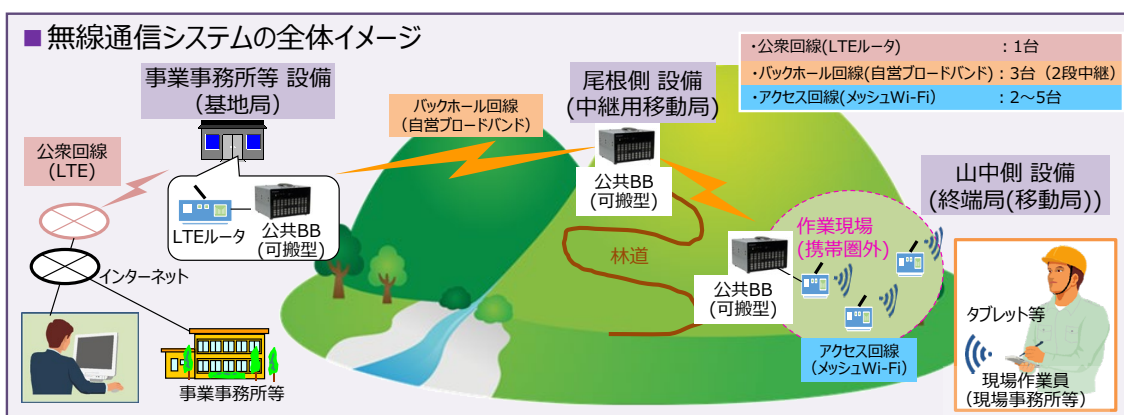 ■無線通信システムの全体イメージ
・公衆回線(LTEルータ) : 1台
・バックホール回線(自営ブロードバンド) : 3台 (2段中継)
・アクセス回線(メッシュWi-Fi) : 2～5台
事業事務所等 設備
(基地局)
尾根側 設備
(中継用移動局)
バックホール回線
(自営ブロードバンド)
公衆回線
(LTE)
山中側 設備
(終端局(移動局))
公共BB
(可搬型)
LTEルータ
公共BB
(可搬型)
作業現場
(携帯圏外)
林道
インターネット
公共BB
(可搬型)
タブレット等
アクセス回線
(メッシュWi-Fi)
現場作業員
(現場事務所等)
事業事務所等